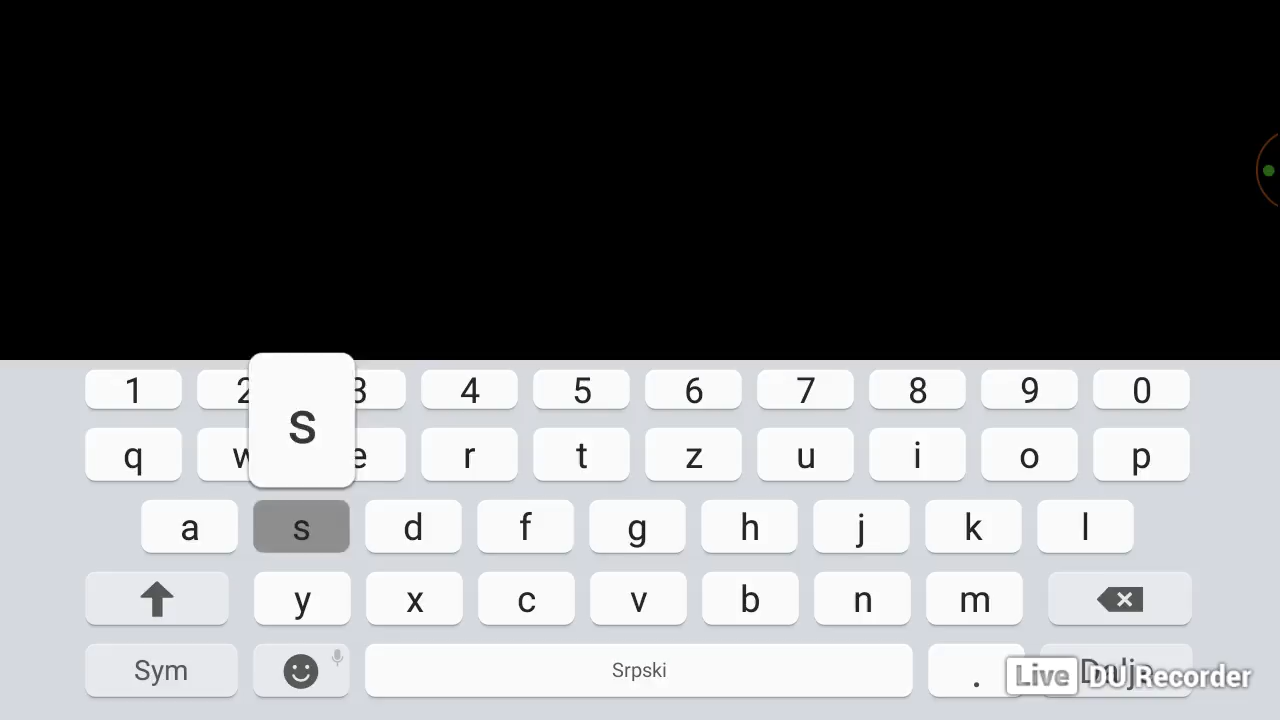 1 2 3 4 5 6 7 8 9 0
q w e r t z u i o p
s
a s d f g h j k l
y x c v b n m
Sym Srpski .
Live DU Recorder